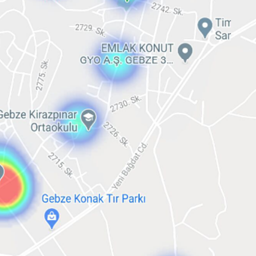 2729. Sk.
2742. Sk
Tim
Sar
EMLAK KONUT
GYO A.Ş. GEBZE 3...
2775. Sk.
2730. Sk.
Gebze Kirazpınar
Ortaokulu
2726. Sk.
2715. Sk.
Yeni Bağdat Cd.
Gebze Konak Tır Parkı